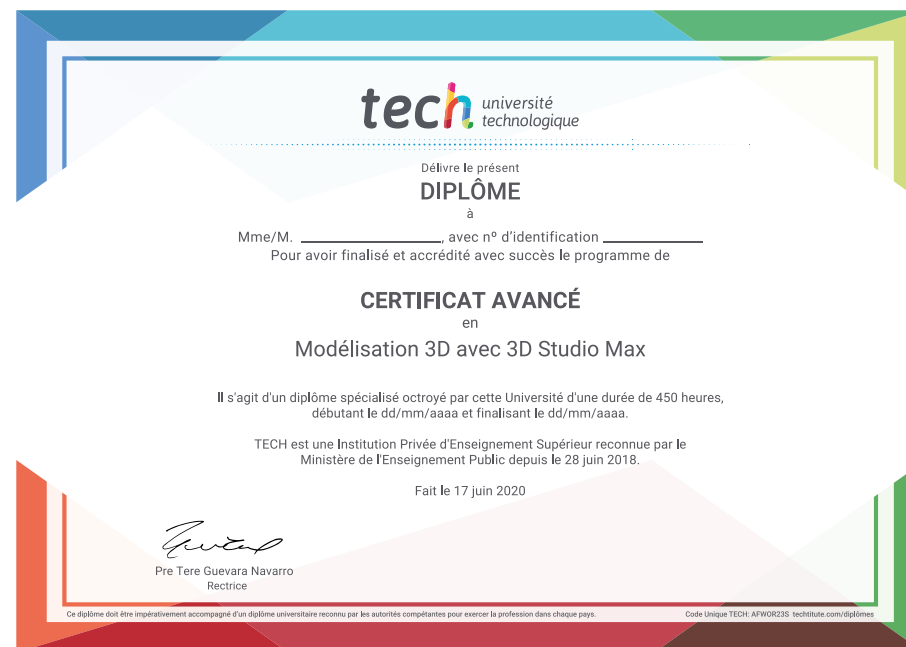 tech université
technologique
Délivre le présent
DIPLÔME
à
Mme/M. ____________________, avec nº d'identification ______________
Pour avoir finalisé et accrédité avec succès le programme de
CERTIFICAT AVANCÉ
en
Modélisation 3D avec 3D Studio Max
Il s'agit d'un diplôme spécialisé octroyé par cette Université d'une durée de 450 heures,
débutant le dd/mm/aaaa et finalisant le dd/mm/aaaa.
TECH est une Institution Privée d'Enseignement Supérieur reconnue par le
Ministère de l'Enseignement Public depuis le 28 juin 2018.
Fait le 17 juin 2020
Pre Tere Guevara Navarro
Rectrice
Ce diplôme doit être impérativement accompagné d'un diplôme universitaire reconnu par les autorités compétentes pour exercer la profession dans chaque pays.
Code Unique TECH: AFWOR23S techtitute.com/diplômes